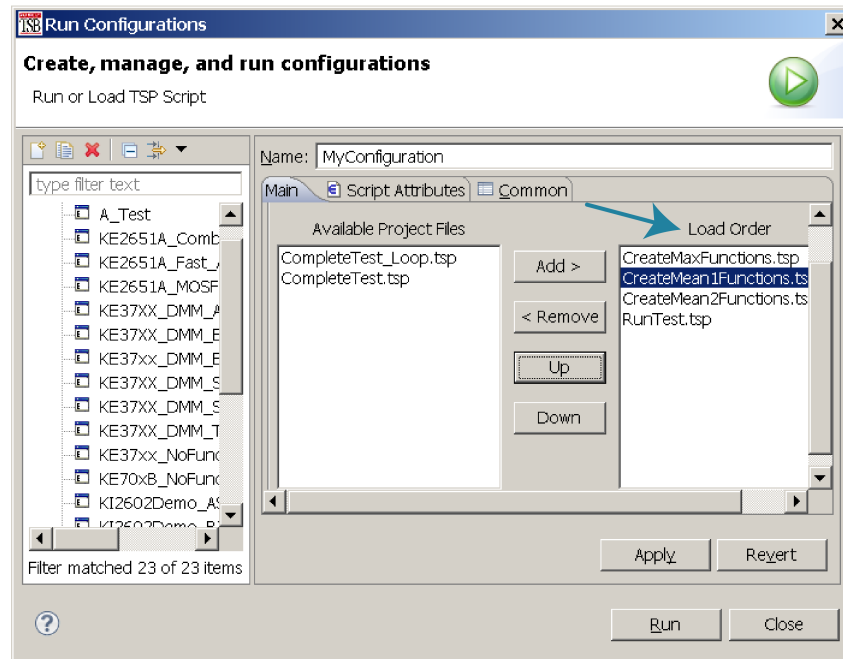 TSB Run Configurations
Create, manage, and run configurations
Run or Load TSP Script
type filter text
A_Test
KE2651A_Comb
KE2651A_Fast_
KE2651A_MOSF
KE37XX_DMM_A
KE37XX_DMM_E
KE37xx_DMM_E
KE37XX_DMM_S
KE37XX_DMM_S
KE37XX_DMM_T
KE37xx_NoFunc
KE70xB_NoFunc
KI2602Demo_AS
Filter matched 23 of 23 items
Name: MyConfiguration
Main Script Attributes Common
Available Project Files
CompleteTest_Loop.tsp
CompleteTest.tsp
Add >
< Remove
Up
Down
Load Order
CreateMaxFunctions.tsp
CreateMean1Functions.ts
CreateMean2Functions.ts
RunTest.tsp
Apply Revert
Run Close